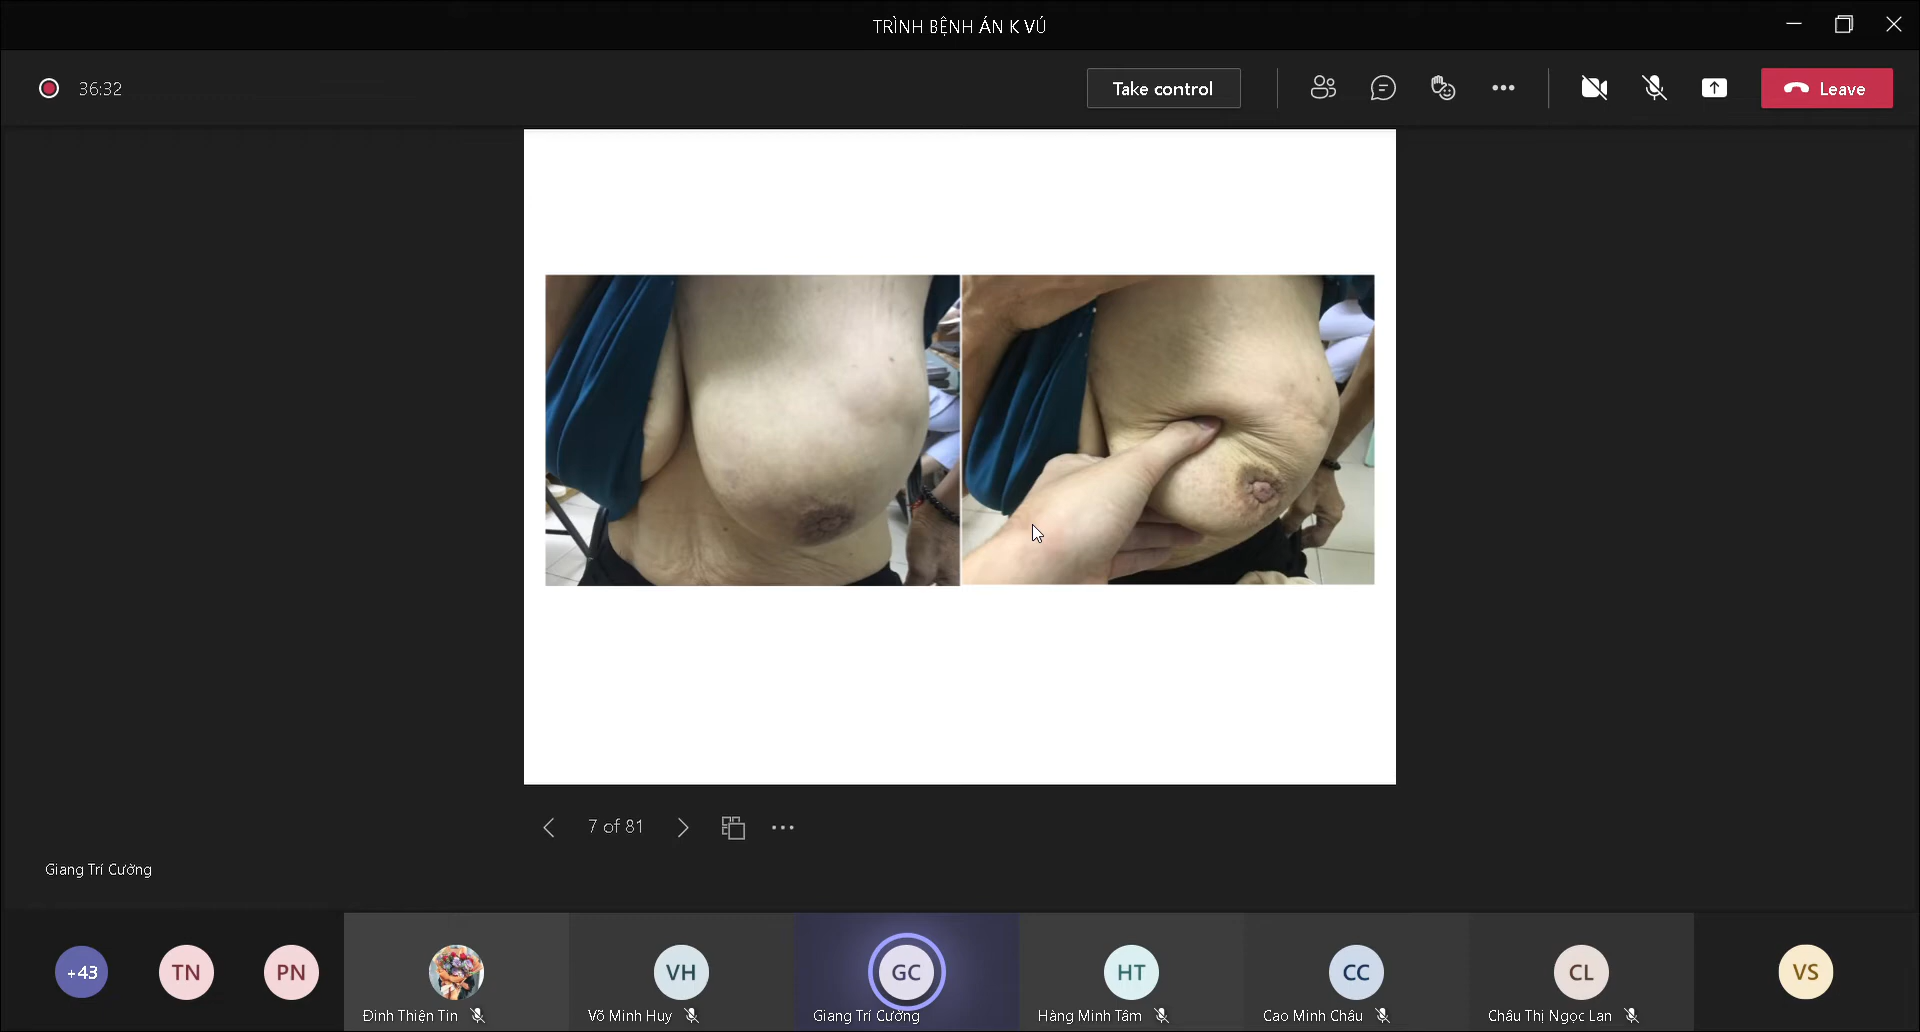 TRÌNH BỆNH ÁN K VÚ
36:32
Take control
Leave
7 of 81
Giang Trí Cường
+43
TN
PN
VH
GC
HT
CC
CL
VS
Đinh Thiện Tin
Võ Minh Huy
Giang Trí Cường
Hàng Minh Tâm
Cao Minh Châu
Châu Thị Ngọc Lan